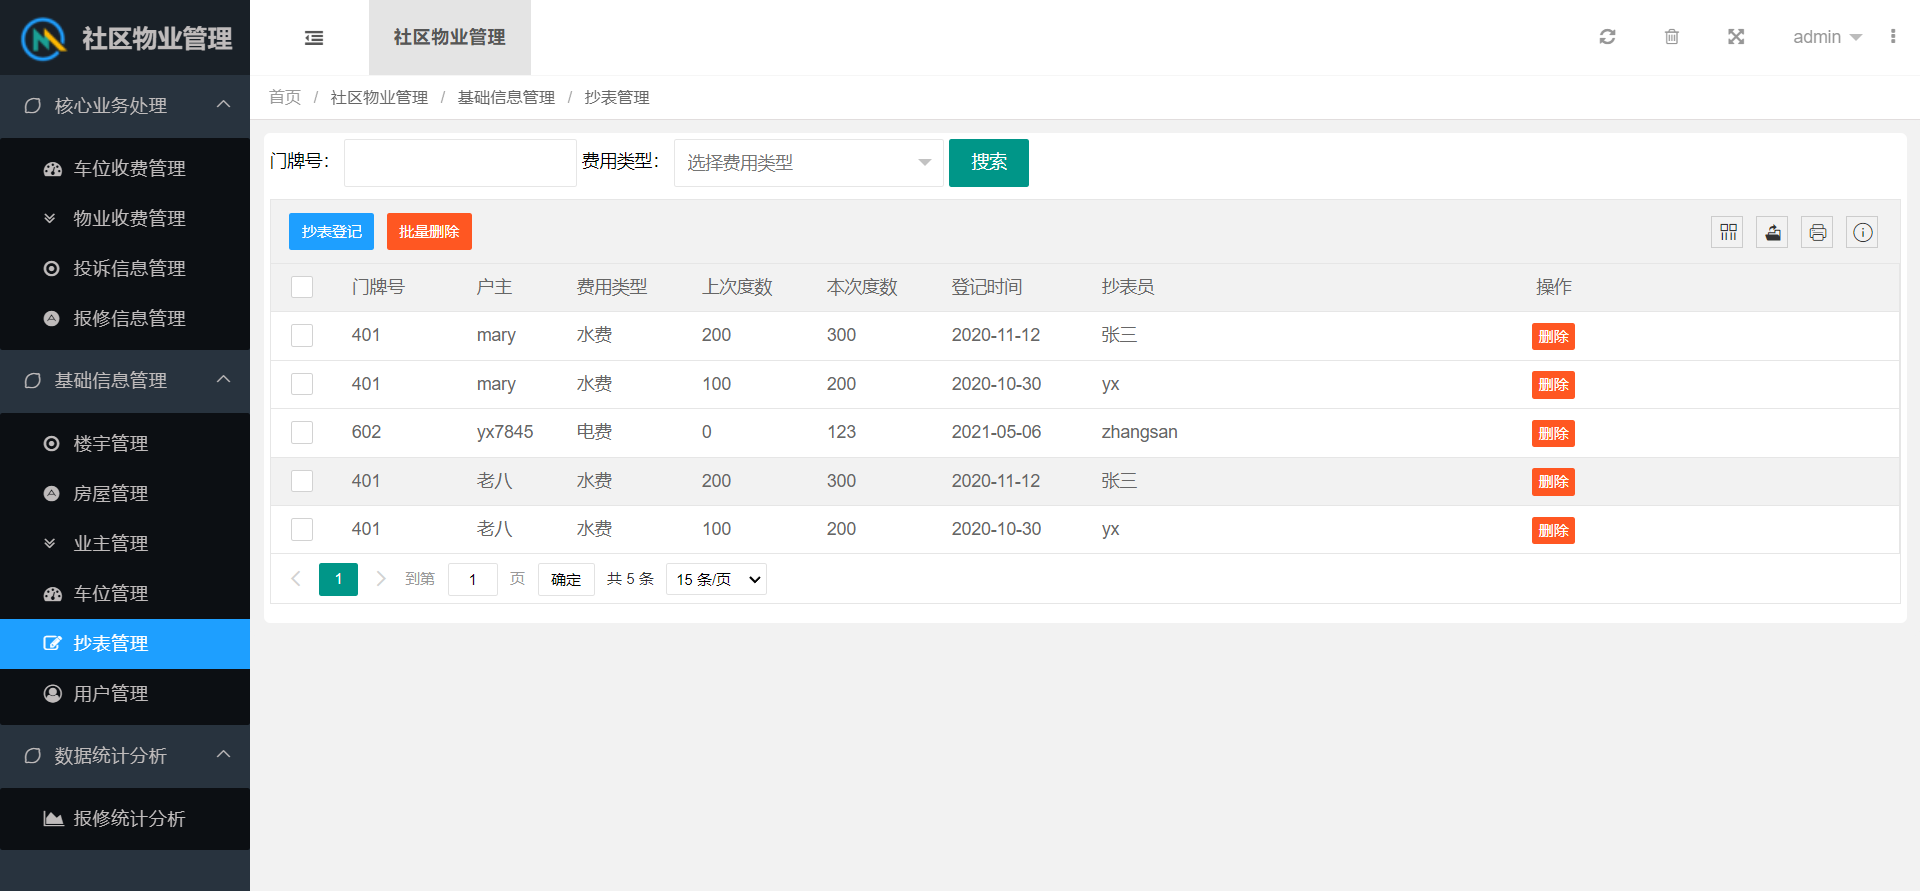 社区物业管理
核心业务处理
车位收费管理
物业收费管理
投诉信息管理
报修信息管理
基础信息管理
楼宇管理
房屋管理
业主管理
车位管理
抄表管理
用户管理
数据统计分析
报修统计分析
社区物业管理
admin
首页 / 社区物业管理 / 基础信息管理 / 抄表管理
门牌号： 费用类型： 选择费用类型 搜索
抄表登记 批量删除
门牌号 户主 费用类型 上次度数 本次度数 登记时间 抄表员 操作
401 mary 水费 200 300 2020-11-12 张三 删除
401 mary 水费 100 200 2020-10-30 yx 删除
602 yx7845 电费 0 123 2021-05-06 zhangsan 删除
401 老八 水费 200 300 2020-11-12 张三 删除
401 老八 水费 100 200 2020-10-30 yx 删除
1 到第 1 页 确定 共 5 条 15 条/页